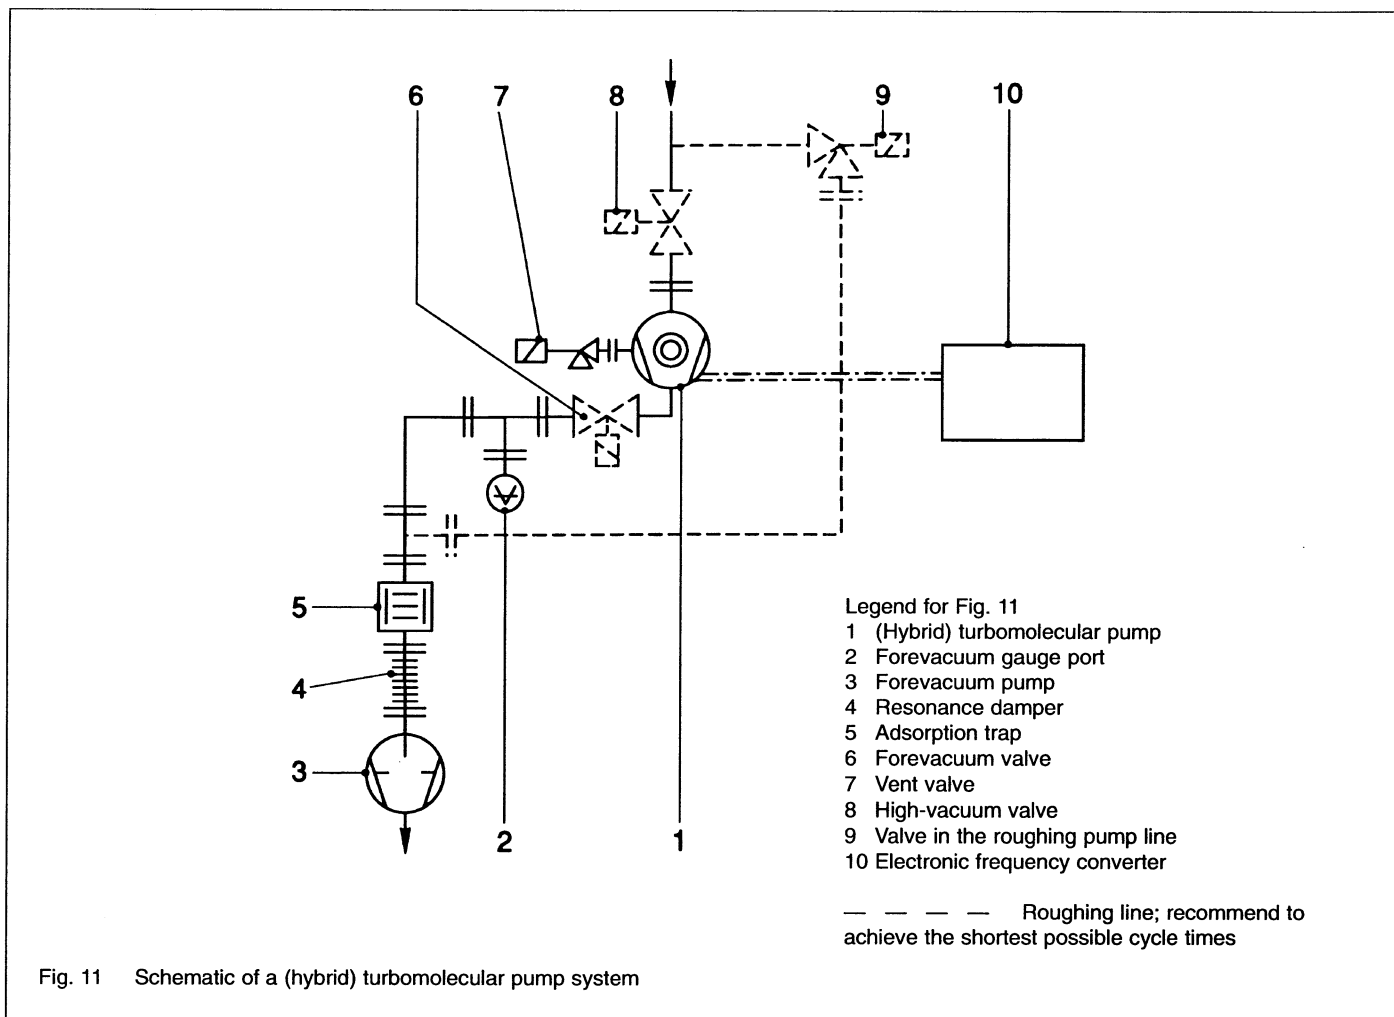 6 7 8 9 10
5
4
3
2 1
Legend for Fig. 11
1 (Hybrid) turbomolecular pump
2 Forevacuum gauge port
3 Forevacuum pump
4 Resonance damper
5 Adsorption trap
6 Forevacuum valve
7 Vent valve
8 High-vacuum valve
9 Valve in the roughing pump line
10 Electronic frequency converter
Roughing line; recommend to
achieve the shortest possible cycle times
Fig. 11 Schematic of a (hybrid) turbomolecular pump system